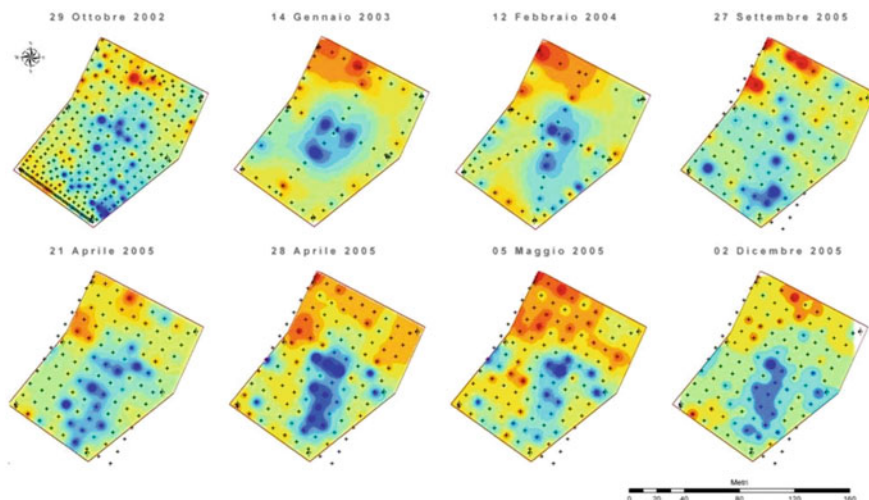 29 Ottobre 2002
14 Gennaio 2003
12 Febbraio 2004
27 Settembre 2005
21 Aprile 2005
28 Aprile 2005
05 Maggio 2005
02 Dicembre 2005
Metri
0 20 40 80 120 160